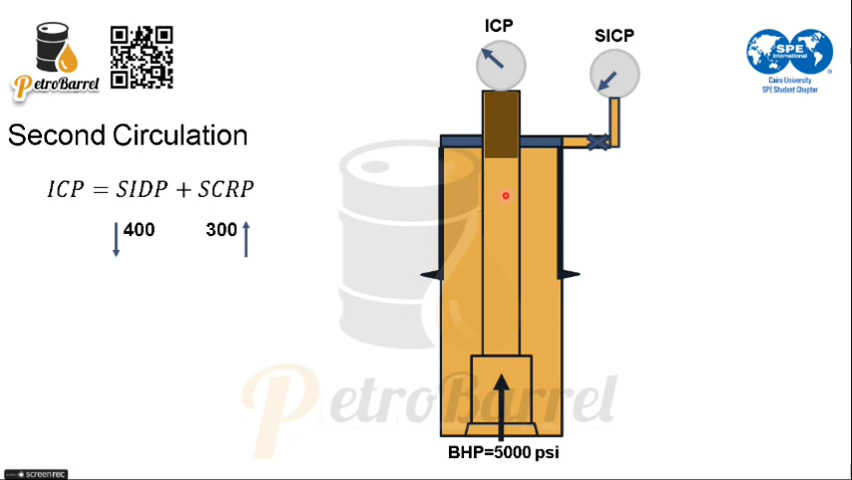 PetroBarrel
Second Circulation
ICP = SIDP + SCRP
400
300
ICP
SICP
SPE
International
Cairo University
SPE Student Chapter
PetroBarrel
BHP=5000 psi
screenrec